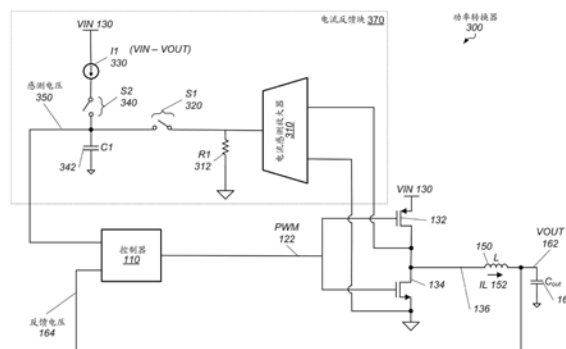 电流反馈块 370
功率转换器
300
VIN 130
I1 (VIN – VOUT)
330
感测电压
350
S2
340
S1
320
电流感测放大器
310
342
C1
R1
312
VIN 130
132
PWM
122
VOUT
162
控制器
110
150
L
134
IL 152
136
Cout
16
反馈电压
164